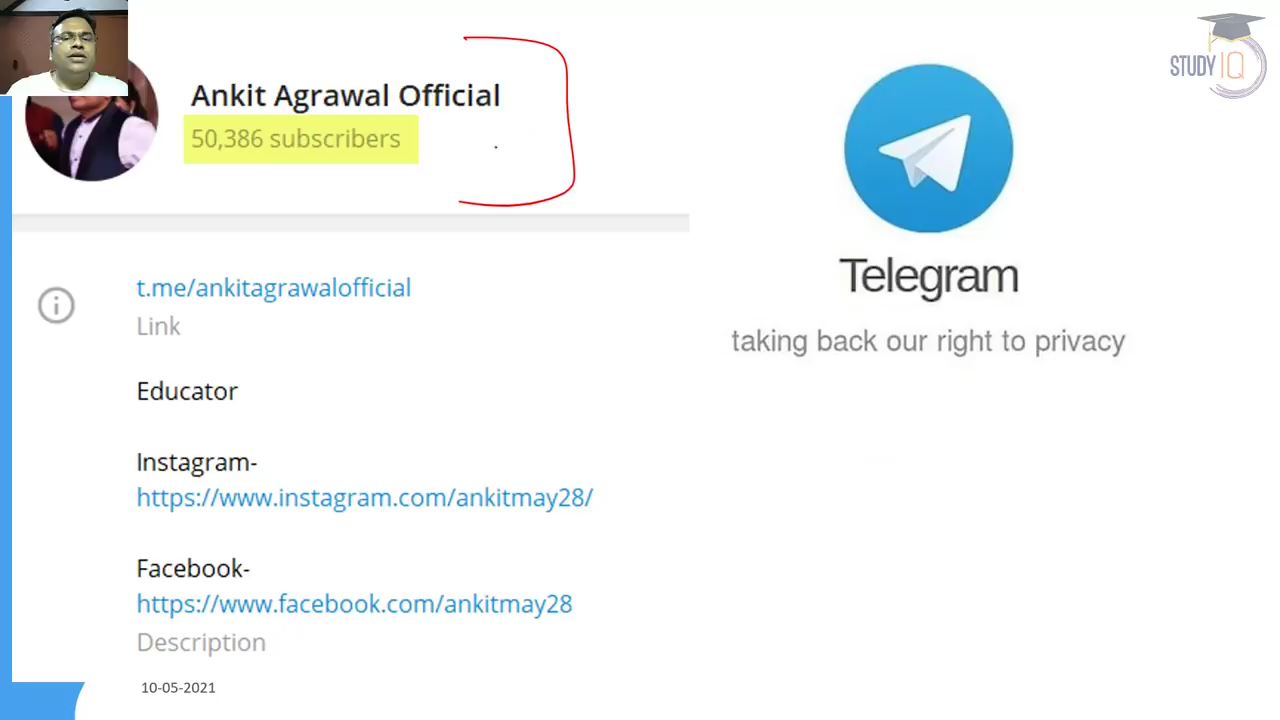 STUDY IQ
Ankit Agrawal Official
50,386 subscribers
t.me/ankitagrawalofficial
Link
Educator
Instagram-
https://www.instagram.com/ankitmay28/
Facebook-
https://www.facebook.com/ankitmay28
Description
Telegram
taking back our right to privacy
10-05-2021